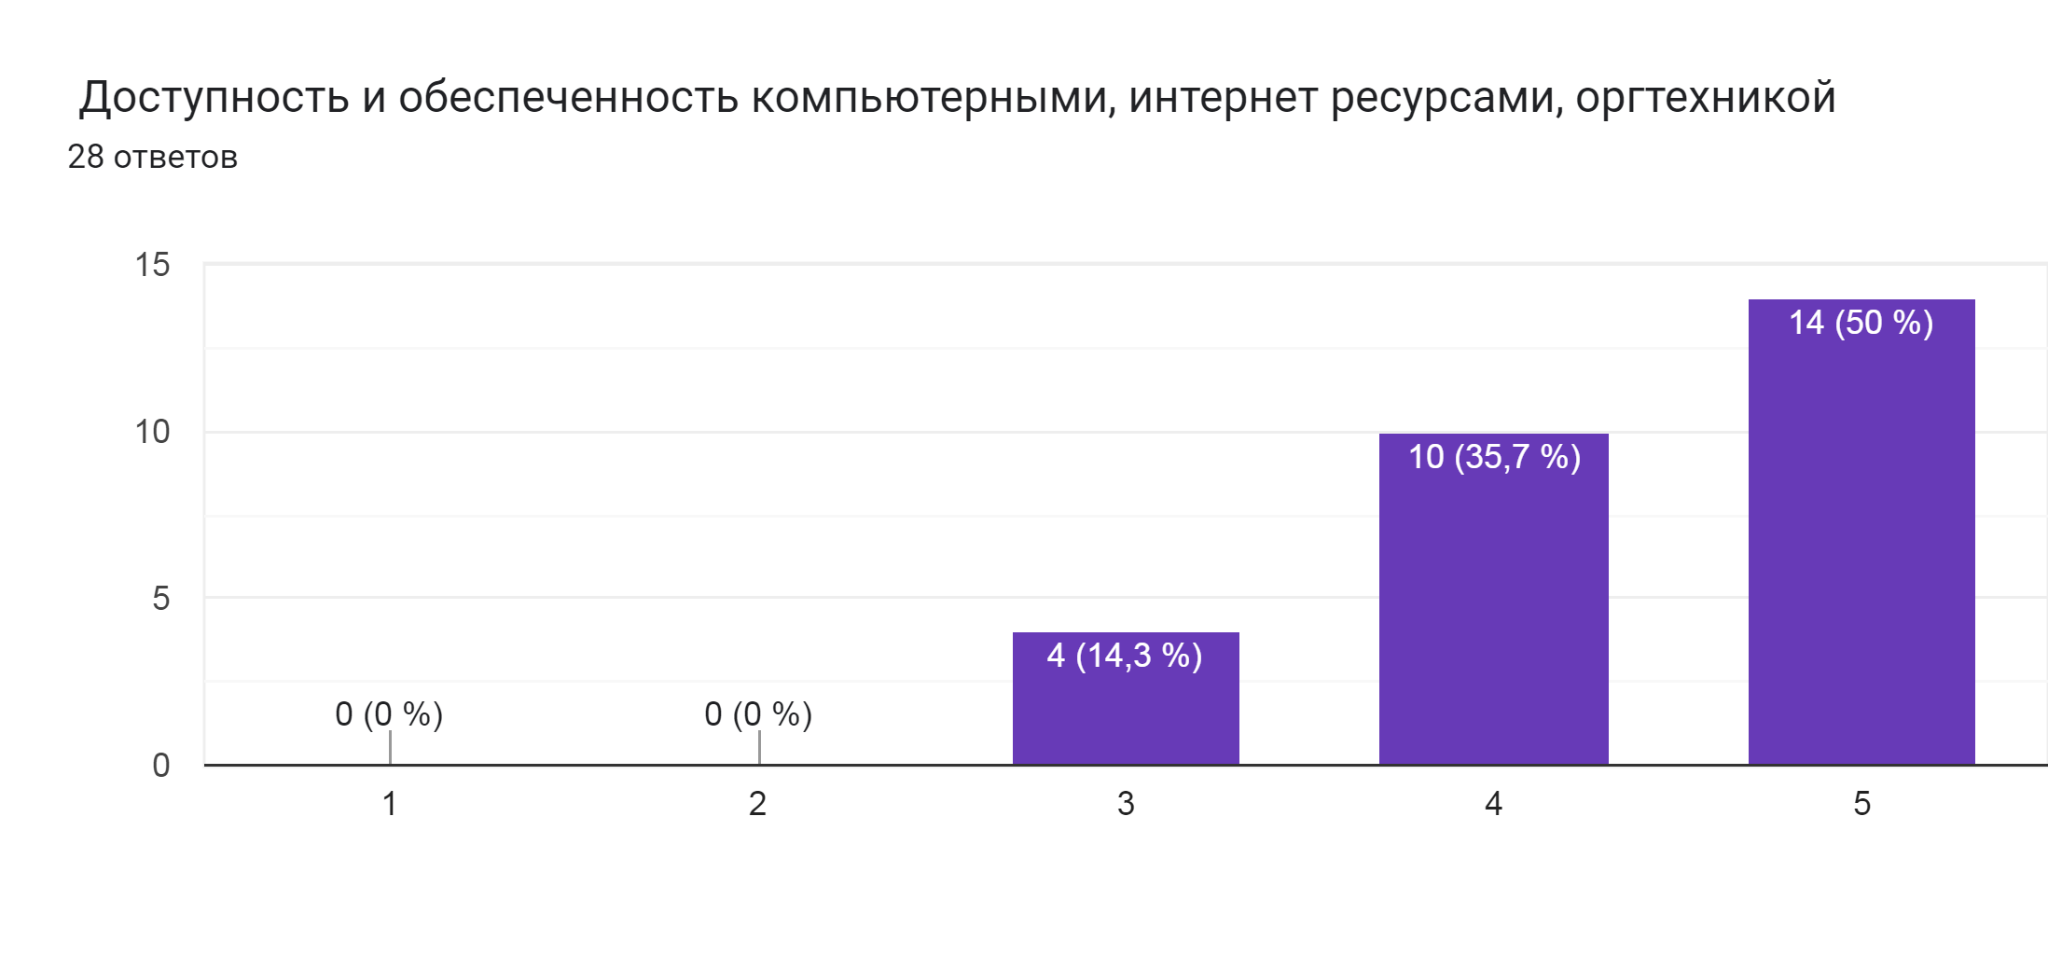 Доступность и обеспеченность компьютерными, интернет ресурсами, оргтехникой
28 ответов
15
10
5
0
0 (0 %)
0 (0 %)
4 (14,3 %)
10 (35,7 %)
14 (50 %)
1
2
3
4
5